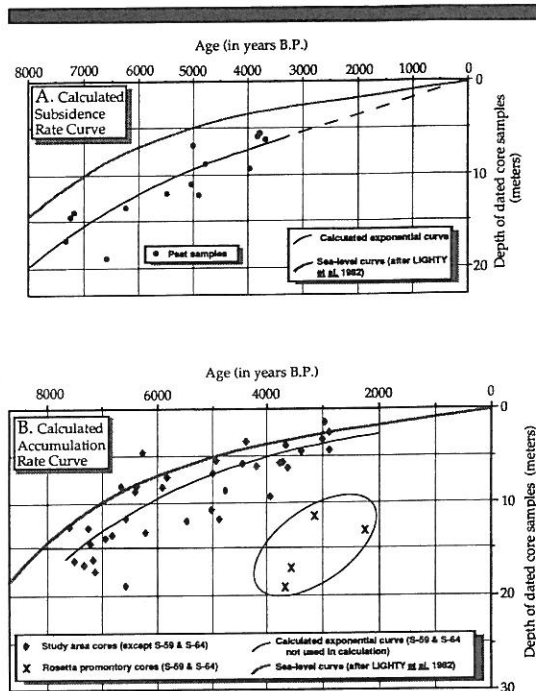 Age (in years B.P.)
8000 7000 6000 5000 4000 3000 2000 1000 0
A. Calculated
Subsidence
Rate Curve
0
10
20
Depth of dated core samples
(meters)
Peat samples
Calculated exponential curve
Sea-level curve (after LIGHTY
et al. 1982)
Age (in years B.P.)
8000 6000 4000 2000 0
B. Calculated
Accumulation
Rate Curve
0
10
20
30
Depth of dated core samples (meters)
Study area cores (except S-59 & S-64)
Rosetta promontory cores (S-59 & S-64)
Calculated exponential curve (S-59 & S-64
not used in calculation)
Sea-level curve (after LIGHTY et al. 1982)